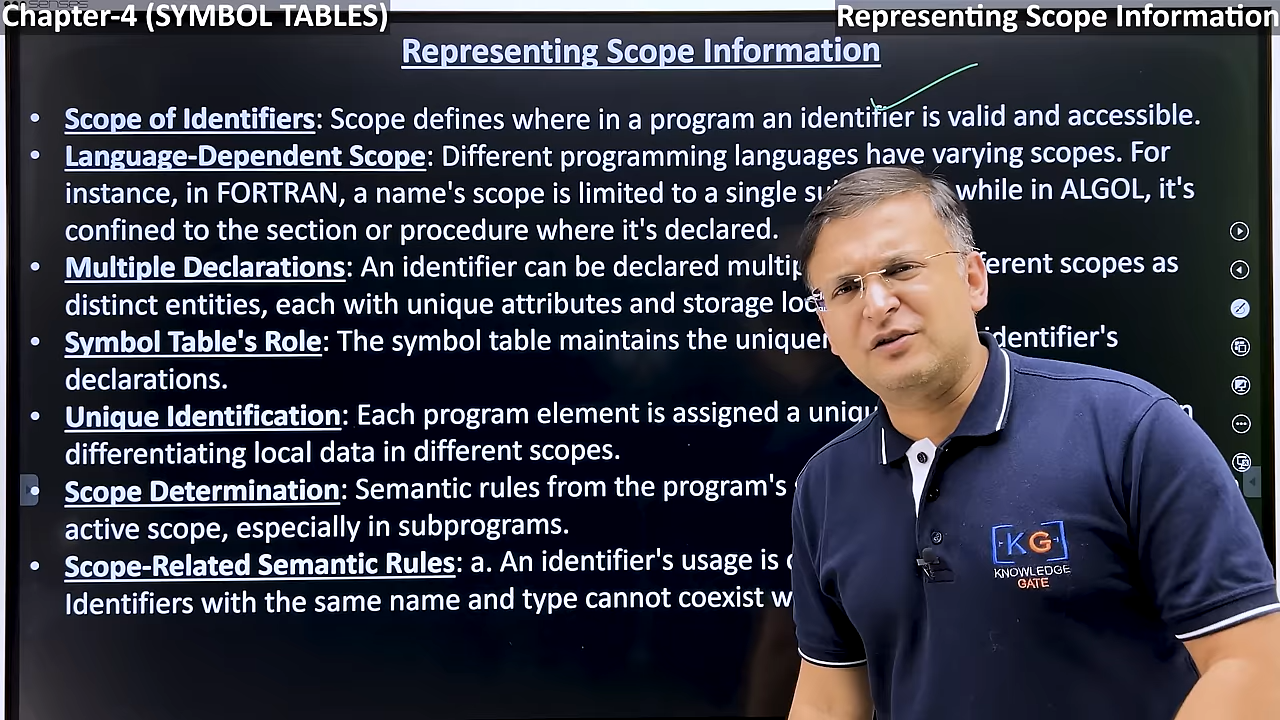 Chapter-4 (SYMBOL TABLES)
Representing Scope Information
Representing Scope Information
• Scope of Identifiers: Scope defines where in a program an identifier is valid and accessible.
• Language-Dependent Scope: Different programming languages have varying scopes. For
instance, in FORTRAN, a name's scope is limited to a single while in ALGOL, it's
confined to the section or procedure where it's declared.
• Multiple Declarations: An identifier can be declared scopes as
distinct entities, each with unique attributes and storage
• Symbol Table's Role: The symbol table maintains the identifier's
declarations.
• Unique Identification: Each program element is assigned a
differentiating local data in different scopes.
• Scope Determination: Semantic rules from the program's
active scope, especially in subprograms.
• Scope-Related Semantic Rules: a. An identifier's usage is
Identifiers with the same name and type cannot coexist
KG
KNOWLEDGE
GATE